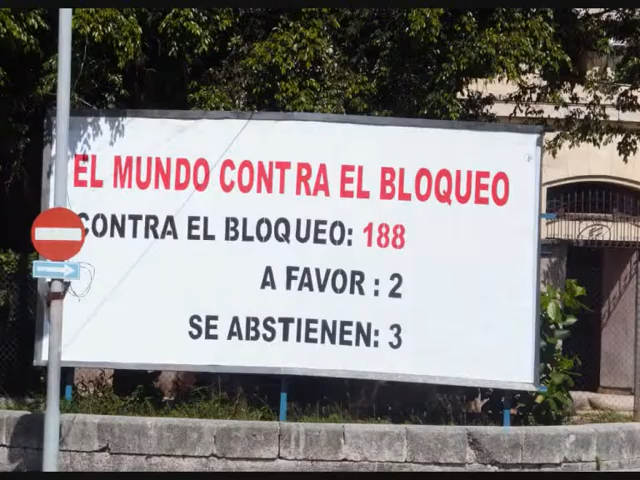 EL MUNDO CONTRA EL BLOQUEO
CONTRA EL BLOQUEO: 188
A FAVOR : 2
SE ABSTIENEN: 3